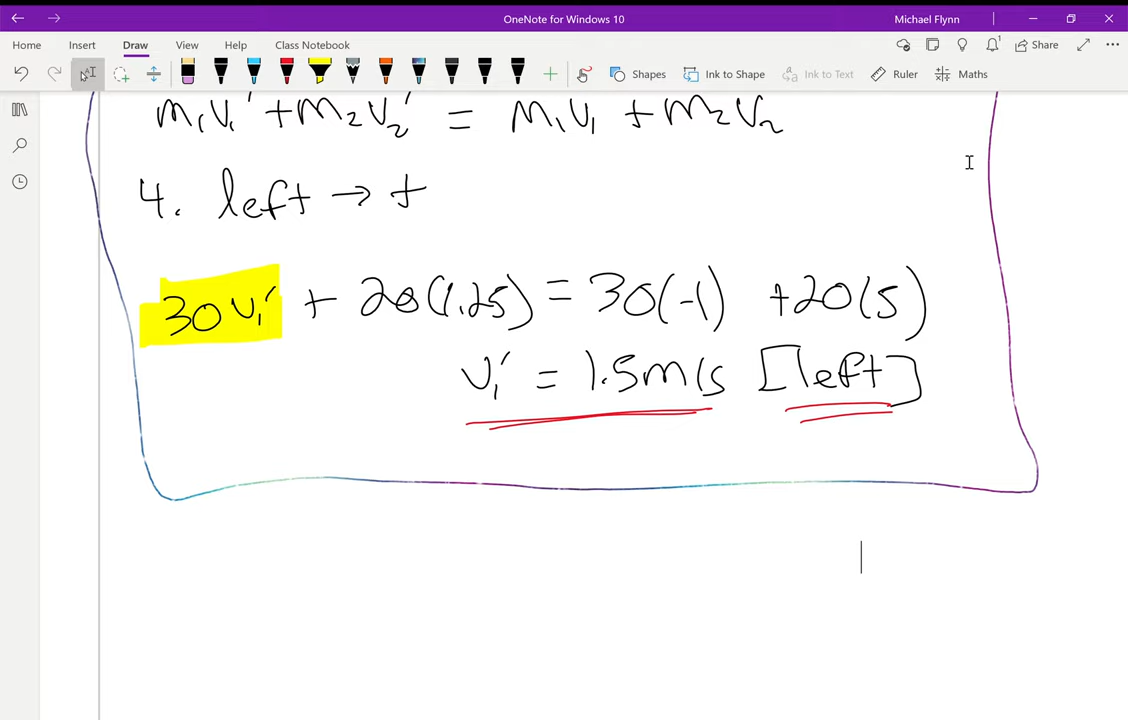 OneNote for Windows 10
Michael Flynn
Home Insert Draw View Help Class Notebook
Share
Shapes Ink to Shape Ink to Text Ruler Maths
m₁v₁' + m₂v₂' = m₁v₁ + m₂v₂
4. left → +
30v₁' + 20(1.25) = 30(-1) + 20(5)
v₁' = 1.5m/s [left]